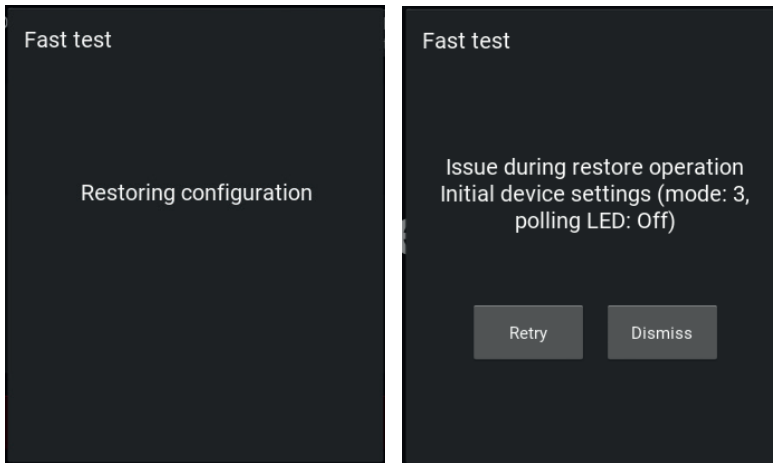 Fast test
Restoring configuration
Fast test
Issue during restore operation
Initial device settings (mode: 3,
polling LED: Off)
Retry
Dismiss